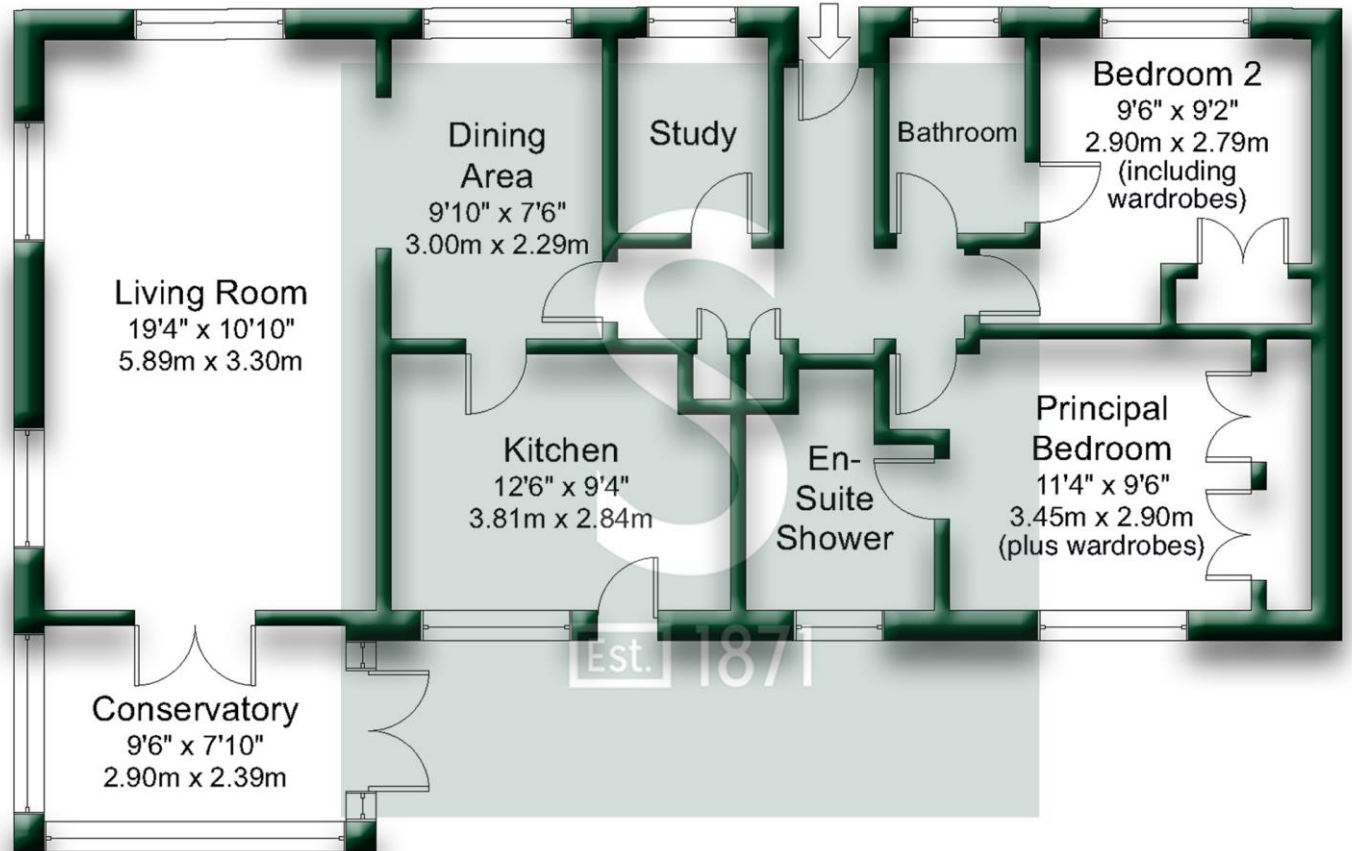 Living Room
19'4" x 10'10"
5.89m x 3.30m
Dining
Area
9'10" x 7'6"
3.00m x 2.29m
Study
Bathroom
Bedroom 2
9'6" x 9'2"
2.90m x 2.79m
(including
wardrobes)
Kitchen
12'6" x 9'4"
3.81m x 2.84m
En-
Suite
Shower
Principal
Bedroom
11'4" x 9'6"
3.45m x 2.90m
(plus wardrobes)
Conservatory
9'6" x 7'10"
2.90m x 2.39m
S
Est. 1871